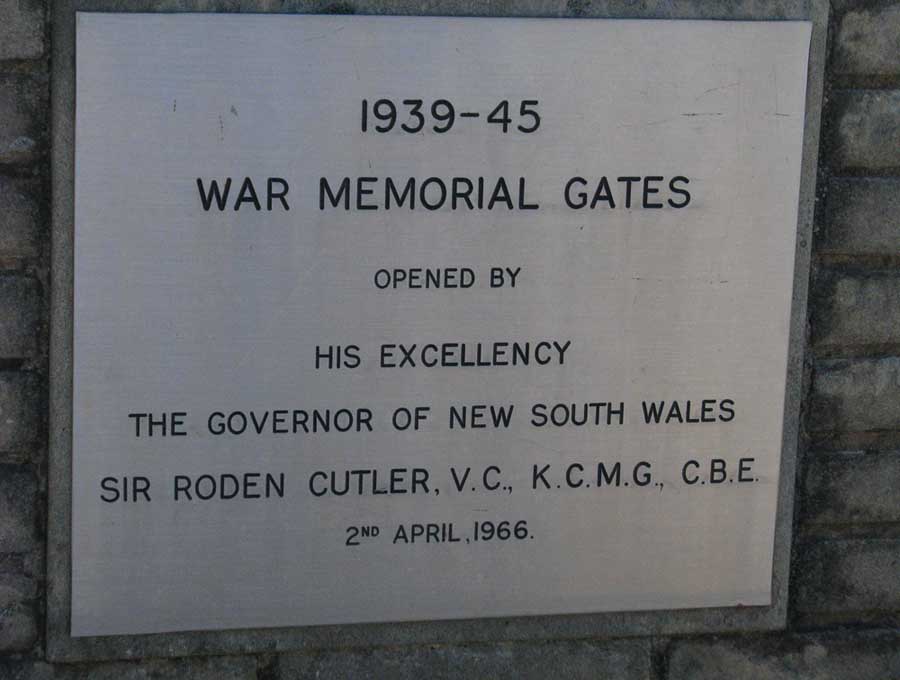 1939-45
WAR MEMORIAL GATES
OPENED BY
HIS EXCELLENCY
THE GOVERNOR OF NEW SOUTH WALES
SIR RODEN CUTLER, V.C., K.C.M.G., C.B.E.
2ND APRIL, 1966.